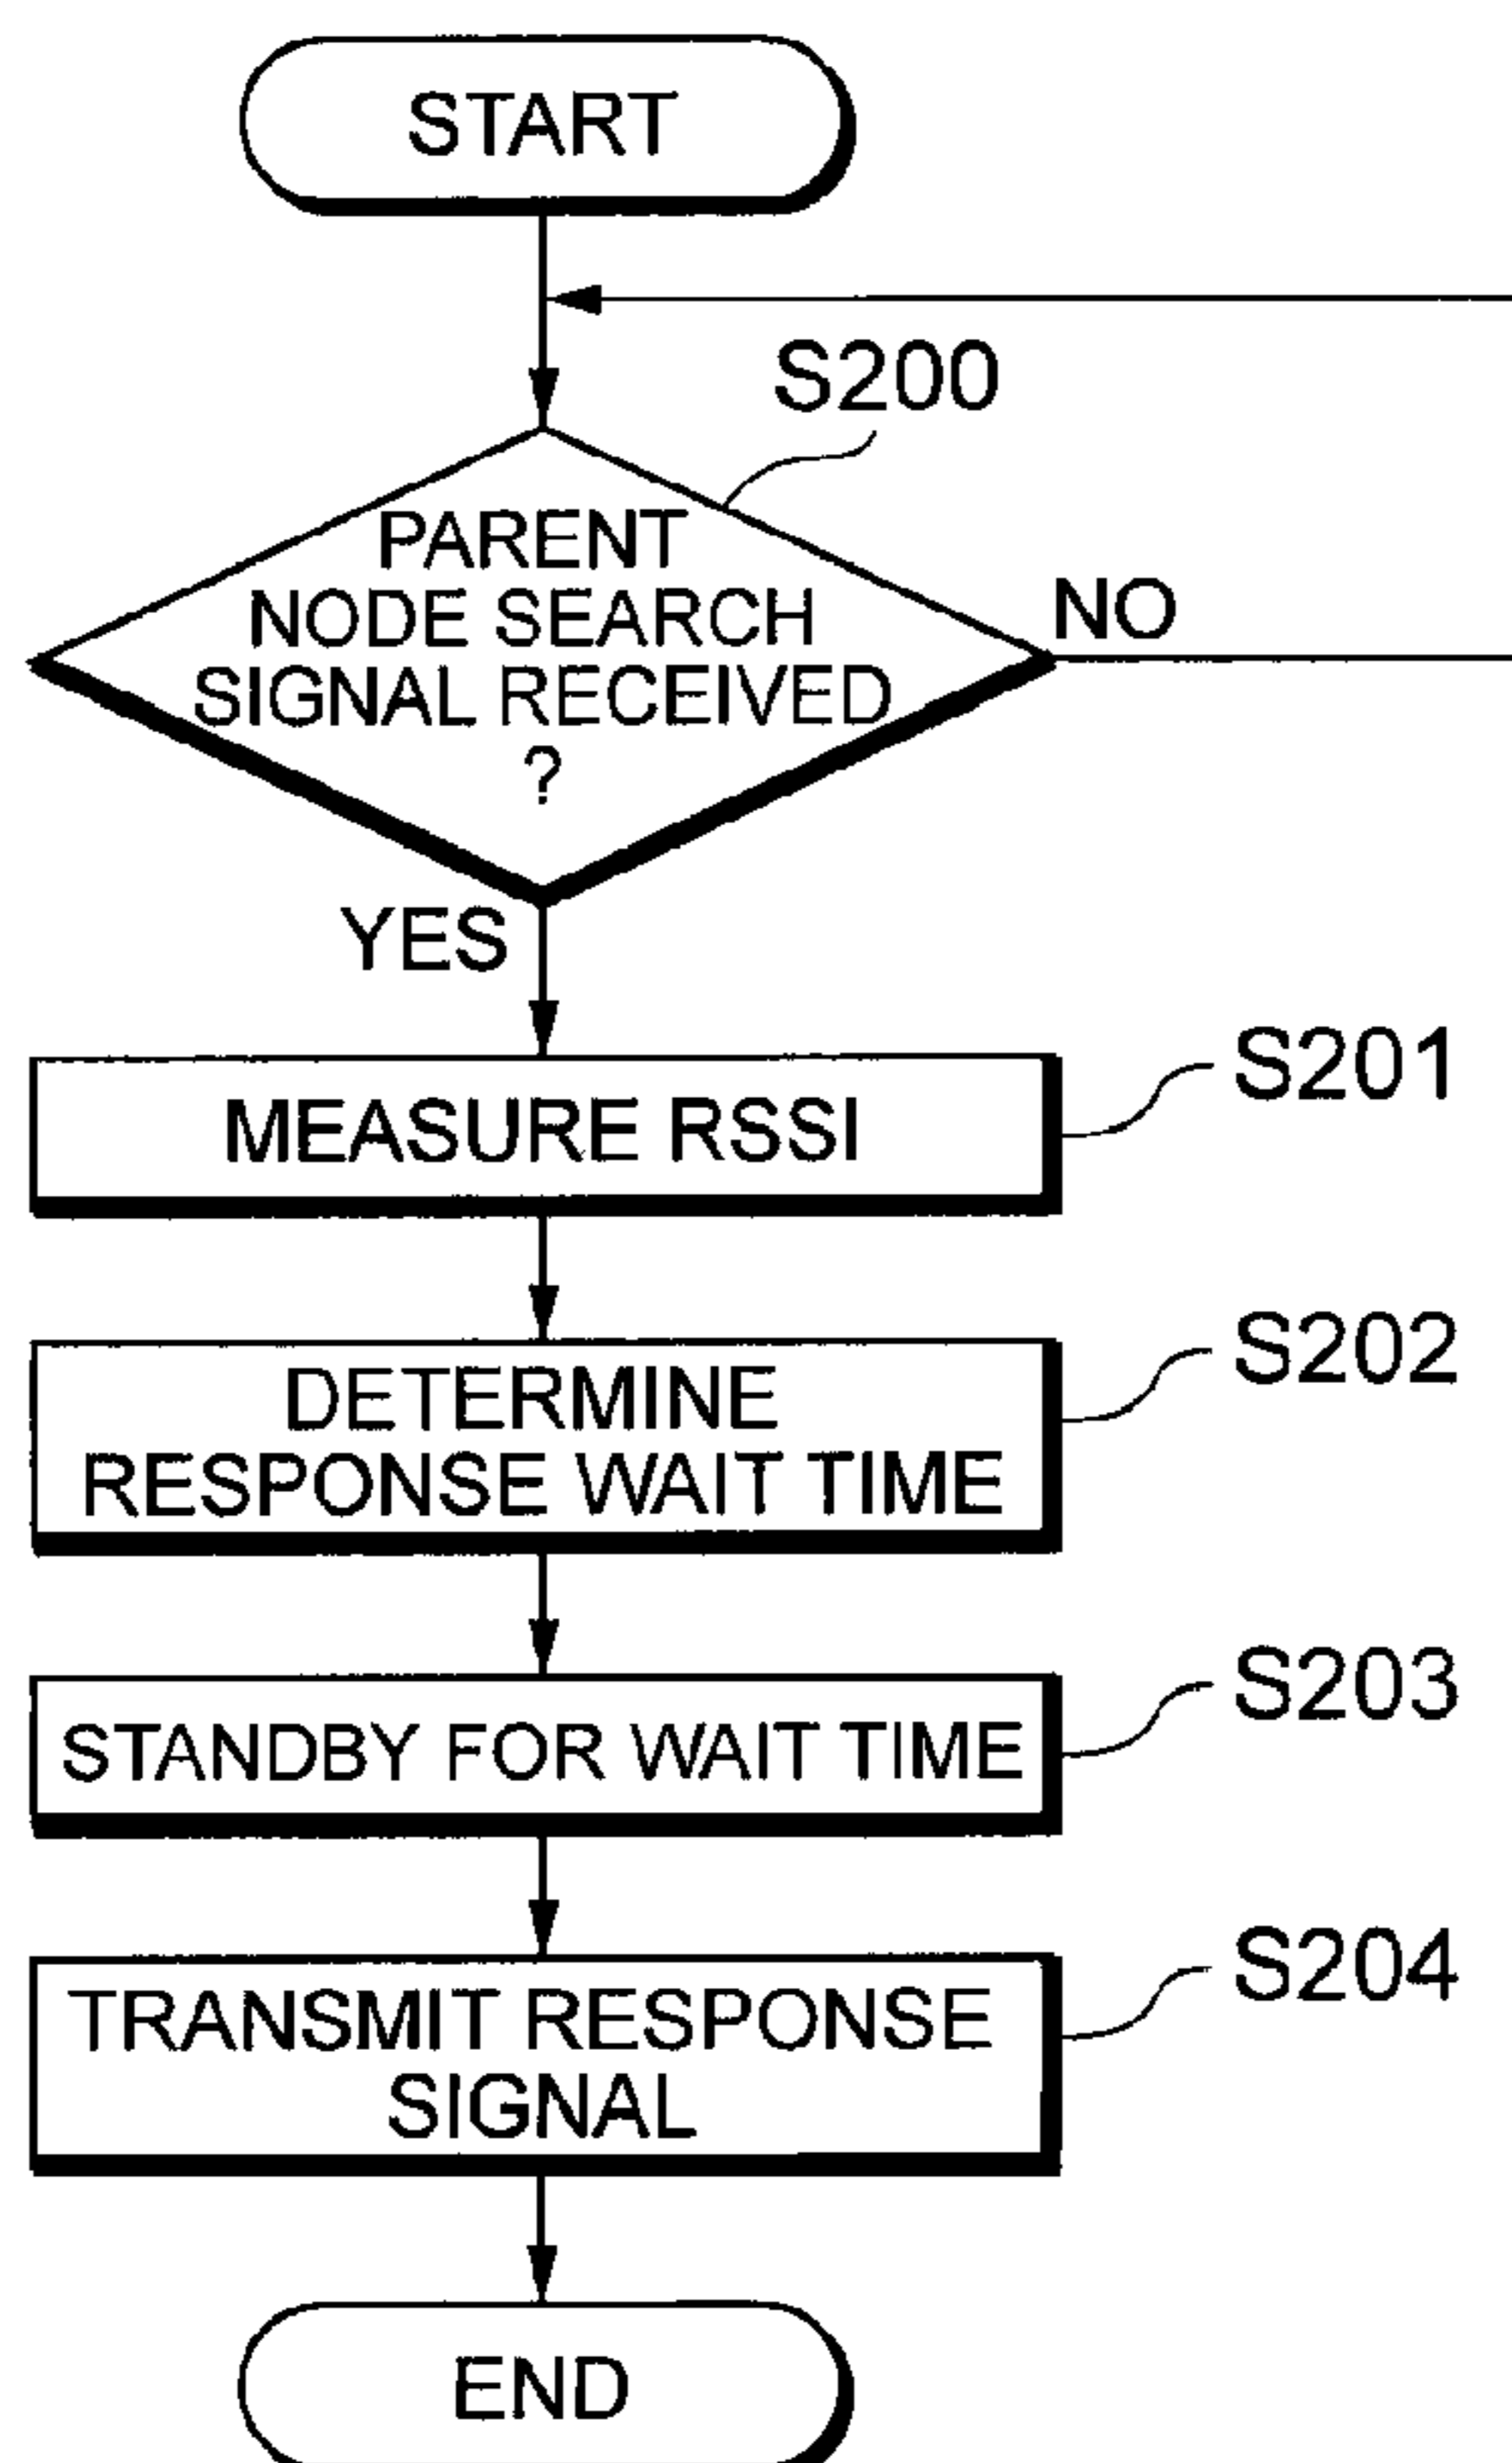 START
S200
PARENT
NODE SEARCH
SIGNAL RECEIVED
?
NO
YES
S201
MEASURE RSSI
S202
DETERMINE
RESPONSE WAIT TIME
S203
STANDBY FOR WAIT TIME
S204
TRANSMIT RESPONSE
SIGNAL
END